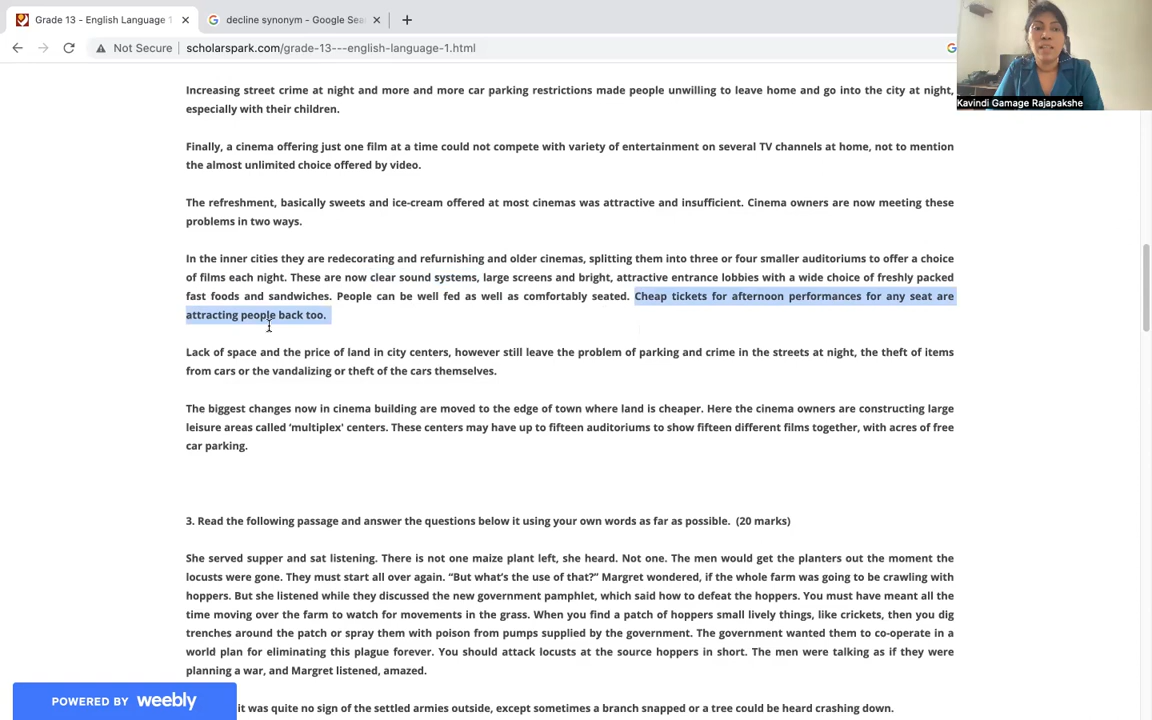 Grade 13 - English Language 1
decline synonym - Google Sea
Not Secure
scholarspark.com/grade-13---english-language-1.html
Kavindi Gamage Rajapakshe
Increasing street crime at night and more and more car parking restrictions made people unwilling to leave home and go into the city at night,
especially with their children.
Finally, a cinema offering just one film at a time could not compete with variety of entertainment on several TV channels at home, not to mention
the almost unlimited choice offered by video.
The refreshment, basically sweets and ice-cream offered at most cinemas was attractive and insufficient. Cinema owners are now meeting these
problems in two ways.
In the inner cities they are redecorating and refurnishing and older cinemas, splitting them into three or four smaller auditoriums to offer a choice
of films each night. These are now clear sound systems, large screens and bright, attractive entrance lobbies with a wide choice of freshly packed
fast foods and sandwiches. People can be well fed as well as comfortably seated. Cheap tickets for afternoon performances for any seat are
attracting people back too.
Lack of space and the price of land in city centers, however still leave the problem of parking and crime in the streets at night, the theft of items
from cars or the vandalizing or theft of the cars themselves.
The biggest changes now in cinema building are moved to the edge of town where land is cheaper. Here the cinema owners are constructing large
leisure areas called ‘multiplex' centers. These centers may have up to fifteen auditoriums to show fifteen different films together, with acres of free
car parking.
3. Read the following passage and answer the questions below it using your own words as far as possible. (20 marks)
She served supper and sat listening. There is not one maize plant left, she heard. Not one. The men would get the planters out the moment the
locusts were gone. They must start all over again. “But what’s the use of that?” Margret wondered, if the whole farm was going to be crawling with
hoppers. But she listened while they discussed the new government pamphlet, which said how to defeat the hoppers. You must have meant all the
time moving over the farm to watch for movements in the grass. When you find a patch of hoppers small lively things, like crickets, then you dig
trenches around the patch or spray them with poison from pumps supplied by the government. The government wanted them to co-operate in a
world plan for eliminating this plague forever. You should attack locusts at the source hoppers in short. The men were talking as if they were
planning a war, and Margret listened, amazed.
it was quite no sign of the settled armies outside, except sometimes a branch snapped or a tree could be heard crashing down.
POWERED BY weebly